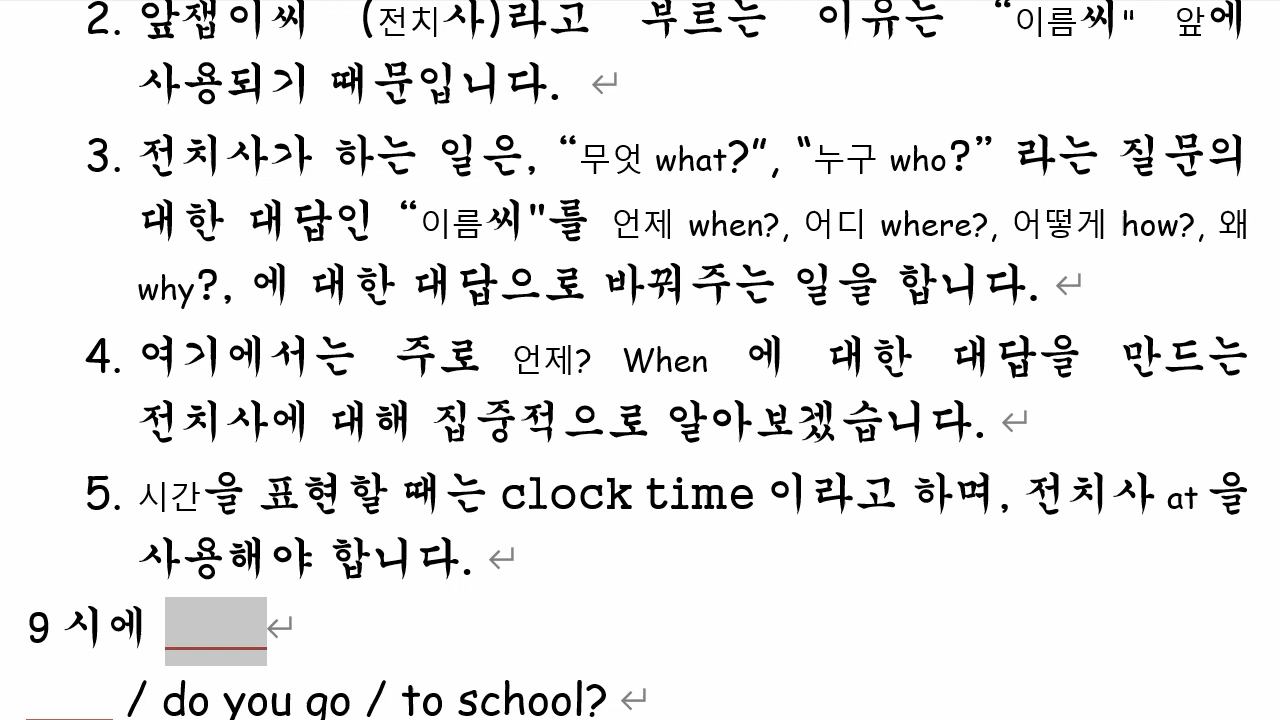 2. 앞잽이씨 (전치사)라고 부르는 이유는 “이름씨" 앞에
사용되기 때문입니다. ↵
3. 전치사가 하는 일은, “무엇 what?”, “누구 who?” 라는 질문의
대한 대답인 “이름씨"를 언제 when?, 어디 where?, 어떻게 how?, 왜
why?, 에 대한 대답으로 바꿔주는 일을 합니다. ↵
4. 여기에서는 주로 언제? When 에 대한 대답을 만드는
전치사에 대해 집중적으로 알아보겠습니다. ↵
5. 시간을 표현할 때는 clock time 이라고 하며, 전치사 at 을
사용해야 합니다. ↵
9 시에 ____ ↵
____ / do you go / to school? ↵